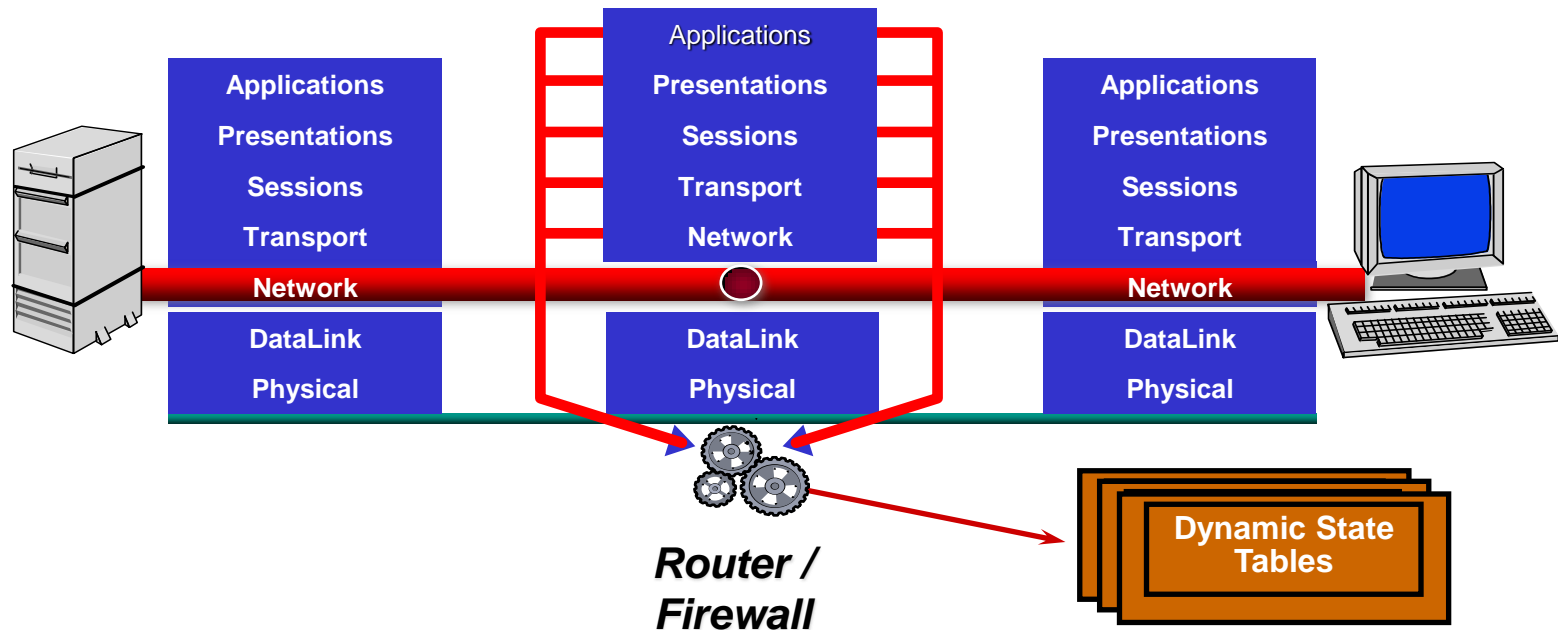 Applications
Presentations
Sessions
Transport
Network
DataLink
Physical
Applications
Presentations
Sessions
Transport
Network
DataLink
Physical
Applications
Presentations
Sessions
Transport
Network
DataLink
Physical
Router /
Firewall
Dynamic State
Tables